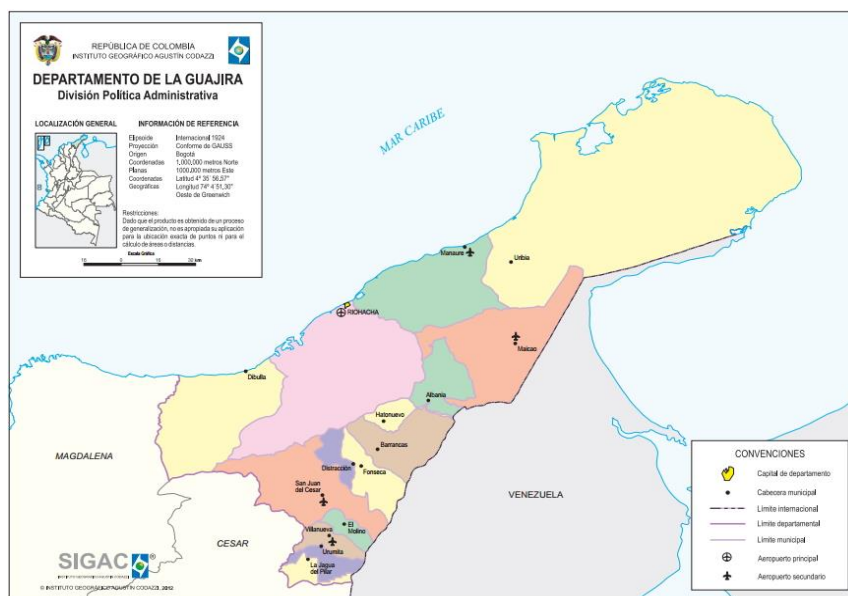 REPÚBLICA DE COLOMBIA
INSTITUTO GEOGRÁFICO AGUSTÍN CODAZZI
DEPARTAMENTO DE LA GUAJIRA
División Política Administrativa
LOCALIZACIÓN GENERAL
INFORMACIÓN DE REFERENCIA
Elipsoide Internacional 1924
Proyección Conforme de GAUSS
Origen Bogotá
Coordenadas 1,000,000 metros Norte
Planas 1000,000 metros Este
Coordenadas Latitud 4° 35´ 56,57"
Geográficas Longitud 74° 4´51,30"
Oeste de Greenwich
Restricciones:
Dado que el producto es obtenido de un proceso
de generalización, no es apropiada su aplicación
para la ubicación exacta de puntos ni para el
cálculo de áreas o distancias.
Escala Gráfica
10 0 10 20 30 km
MAR CARIBE
Manaure
Uribia
RIOHACHA
Maicao
Dibulla
Albania
Hatonuevo
Barrancas
MAGDALENA
Distracción
Fonseca
San Juan
del Cesar
VENEZUELA
El
Molino
Villanueva
CESAR
Urumita
La Jagua
del Pilar
CONVENCIONES
Capital de departamento
Cabecera municipal
Límite internacional
Límite departamental
Límite municipal
Aeropuerto principal
Aeropuerto secundario
SIGAC
© INSTITUTO GEOGRÁFICO AGUSTÍN CODAZZI, 2012